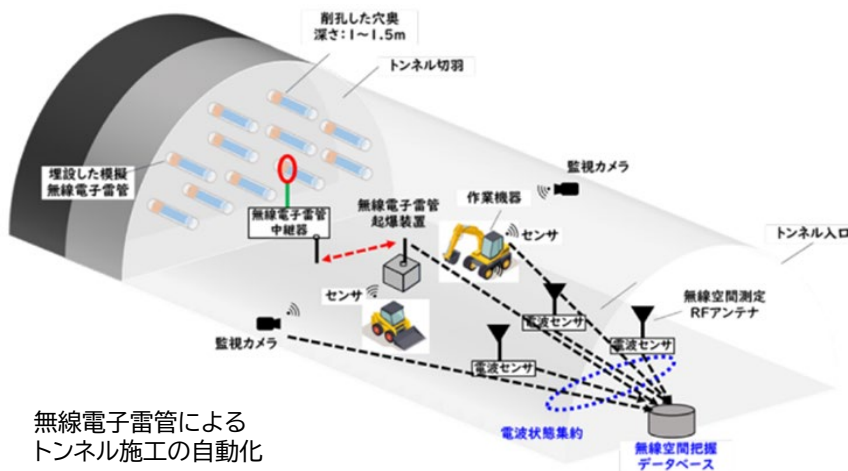 削孔した穴奥
深さ:1～1.5m
トンネル切羽
監視カメラ
埋設した模擬
無線電子雷管
無線電子雷管
起爆装置
作業機器
無線電子雷管
中継器
センサ
トンネル入口
センサ
無線空間測定
RFアンテナ
電波センサ
監視カメラ
電波センサ
電波センサ
電波状態集約
無線空間把握
データベース
無線電子雷管による
トンネル施工の自動化